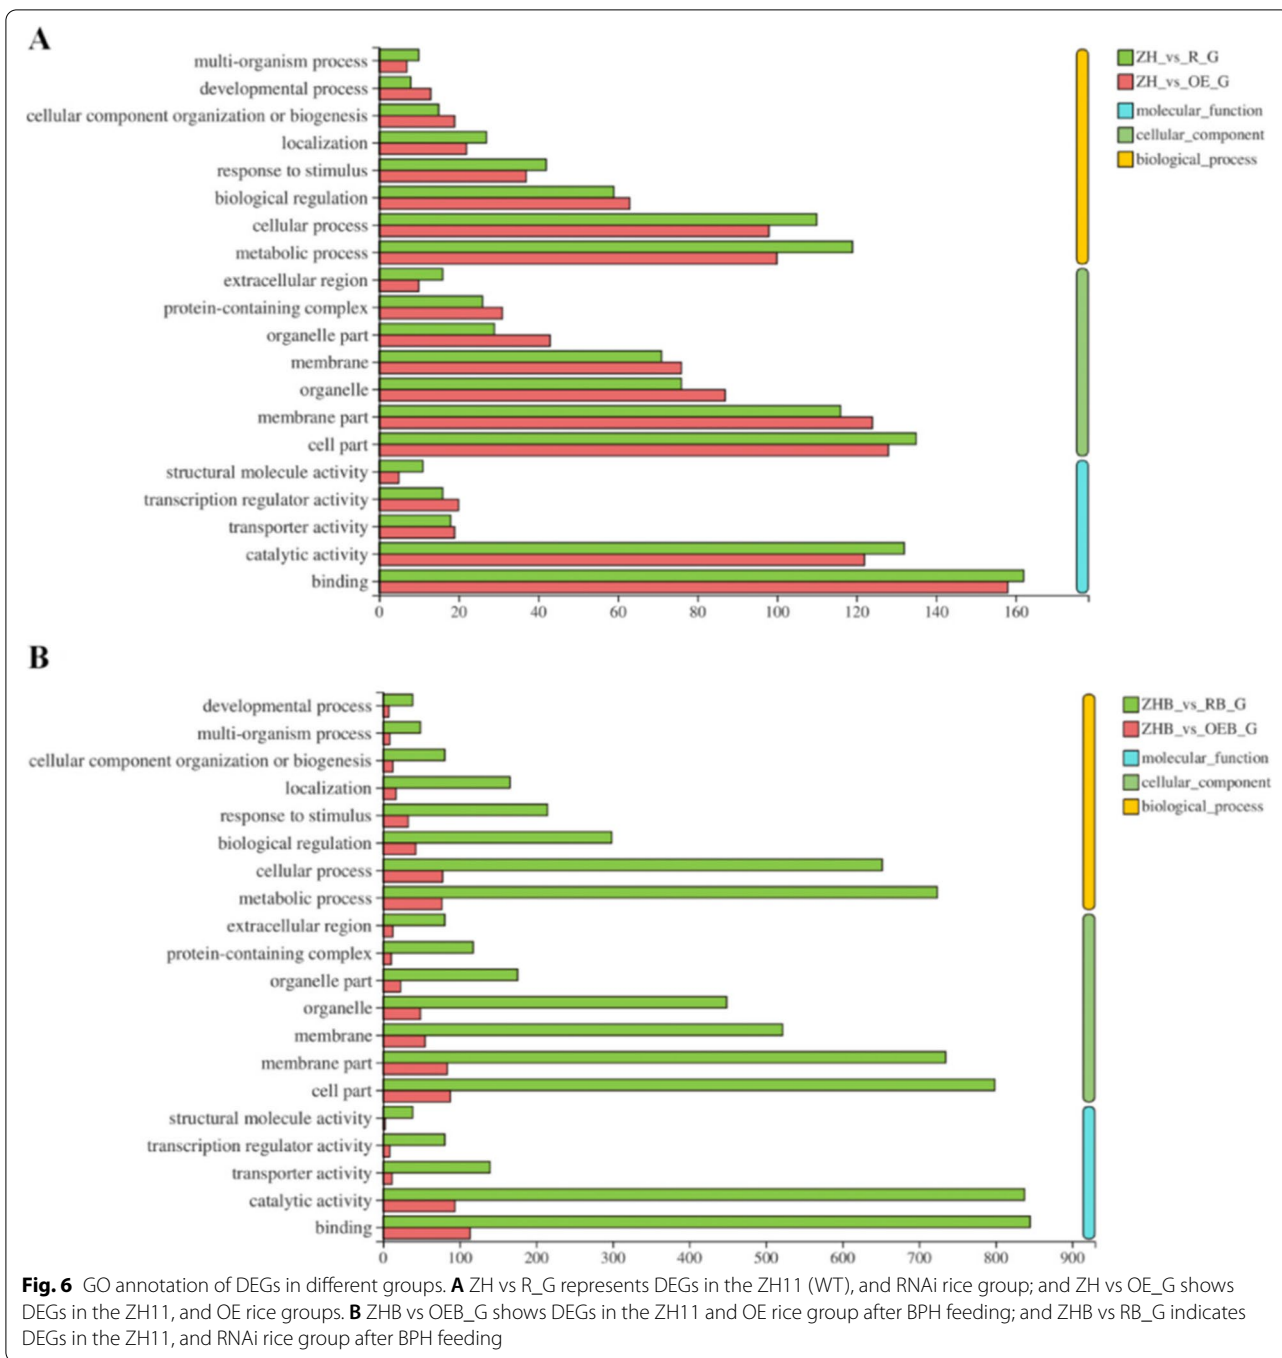 A
multi-organism process
developmental process
cellular component organization or biogenesis
localization
response to stimulus
biological regulation
cellular process
metabolic process
extracellular region
protein-containing complex
organelle part
membrane
organelle
membrane part
cell part
structural molecule activity
transcription regulator activity
transporter activity
catalytic activity
binding
0 20 40 60 80 100 120 140 160
ZH_vs_R_G
ZH_vs_OE_G
molecular_function
cellular_component
biological_process
B
developmental process
multi-organism process
cellular component organization or biogenesis
localization
response to stimulus
biological regulation
cellular process
metabolic process
extracellular region
protein-containing complex
organelle part
organelle
membrane
membrane part
cell part
structural molecule activity
transcription regulator activity
transporter activity
catalytic activity
binding
0 100 200 300 400 500 600 700 800 900
ZHB_vs_RB_G
ZHB_vs_OEB_G
molecular_function
cellular_component
biological_process
Fig. 6 GO annotation of DEGs in different groups. A ZH vs R_G represents DEGs in the ZH11 (WT), and RNAi rice group; and ZH vs OE_G shows
DEGs in the ZH11, and OE rice groups. B ZHB vs OEB_G shows DEGs in the ZH11 and OE rice group after BPH feeding; and ZHB vs RB_G indicates
DEGs in the ZH11, and RNAi rice group after BPH feeding